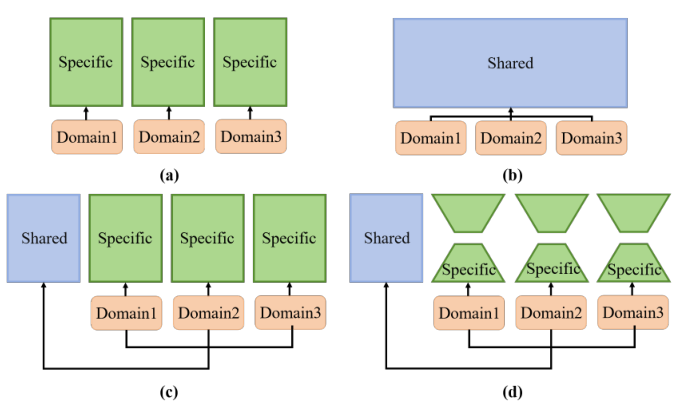 Specific Specific Specific
Domain1 Domain2 Domain3
(a)
Shared
Domain1 Domain2 Domain3
(b)
Shared Specific Specific Specific
Domain1 Domain2 Domain3
(c)
Shared
Specific Specific Specific
Domain1 Domain2 Domain3
(d)